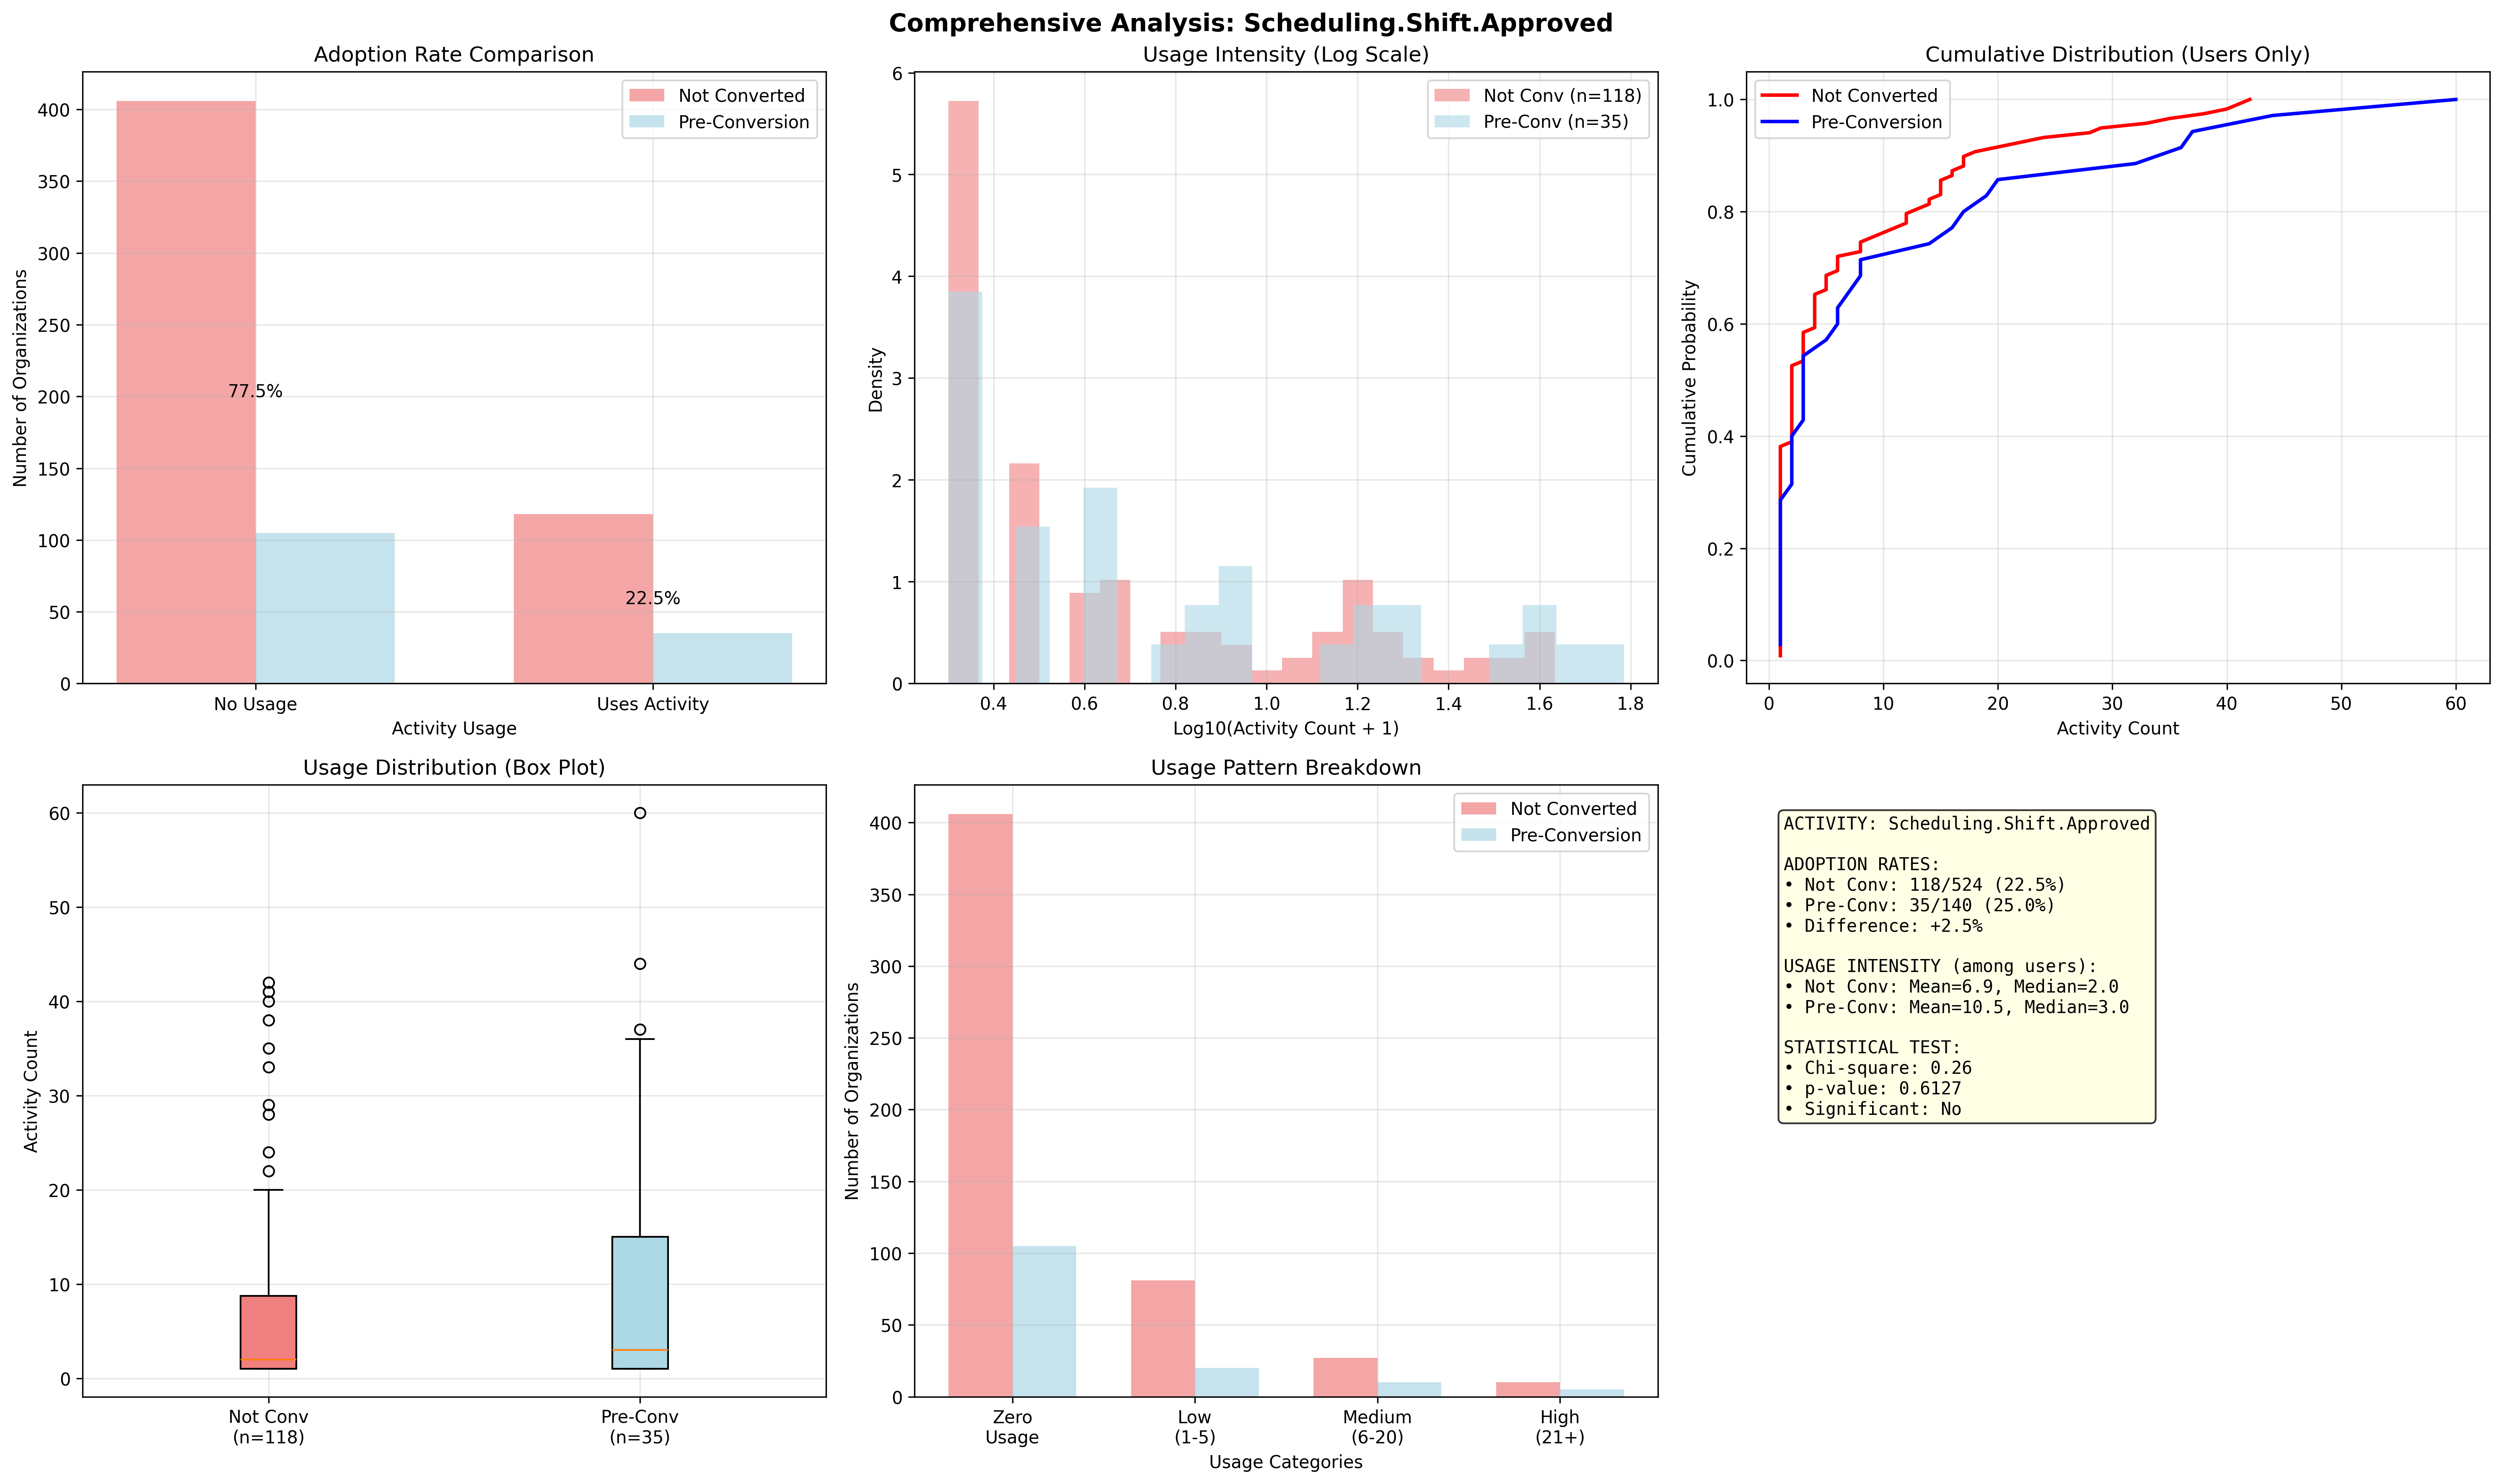 Comprehensive Analysis: Scheduling.Shift.Approved
Adoption Rate Comparison
Number of Organizations
400
350
300
250
200
150
100
50
0
Not Converted
Pre-Conversion
77.5%
22.5%
No Usage
Uses Activity
Activity Usage
Usage Intensity (Log Scale)
Density
6
5
4
3
2
1
0
Not Conv (n=118)
Pre-Conv (n=35)
0.4
0.6
0.8
1.0
1.2
1.4
1.6
1.8
Log10(Activity Count + 1)
Cumulative Distribution (Users Only)
Cumulative Probability
1.0
0.8
0.6
0.4
0.2
0.0
Not Converted
Pre-Conversion
0
10
20
30
40
50
60
Activity Count
Usage Distribution (Box Plot)
Activity Count
60
50
40
30
20
10
0
Not Conv
(n=118)
Pre-Conv
(n=35)
Usage Pattern Breakdown
Number of Organizations
400
350
300
250
200
150
100
50
0
Not Converted
Pre-Conversion
Zero
Usage
Low
(1-5)
Medium
(6-20)
High
(21+)
Usage Categories
ACTIVITY: Scheduling.Shift.Approved
ADOPTION RATES:
• Not Conv: 118/524 (22.5%)
• Pre-Conv: 35/140 (25.0%)
• Difference: +2.5%
USAGE INTENSITY (among users):
• Not Conv: Mean=6.9, Median=2.0
• Pre-Conv: Mean=10.5, Median=3.0
STATISTICAL TEST:
• Chi-square: 0.26
• p-value: 0.6127
• Significant: No